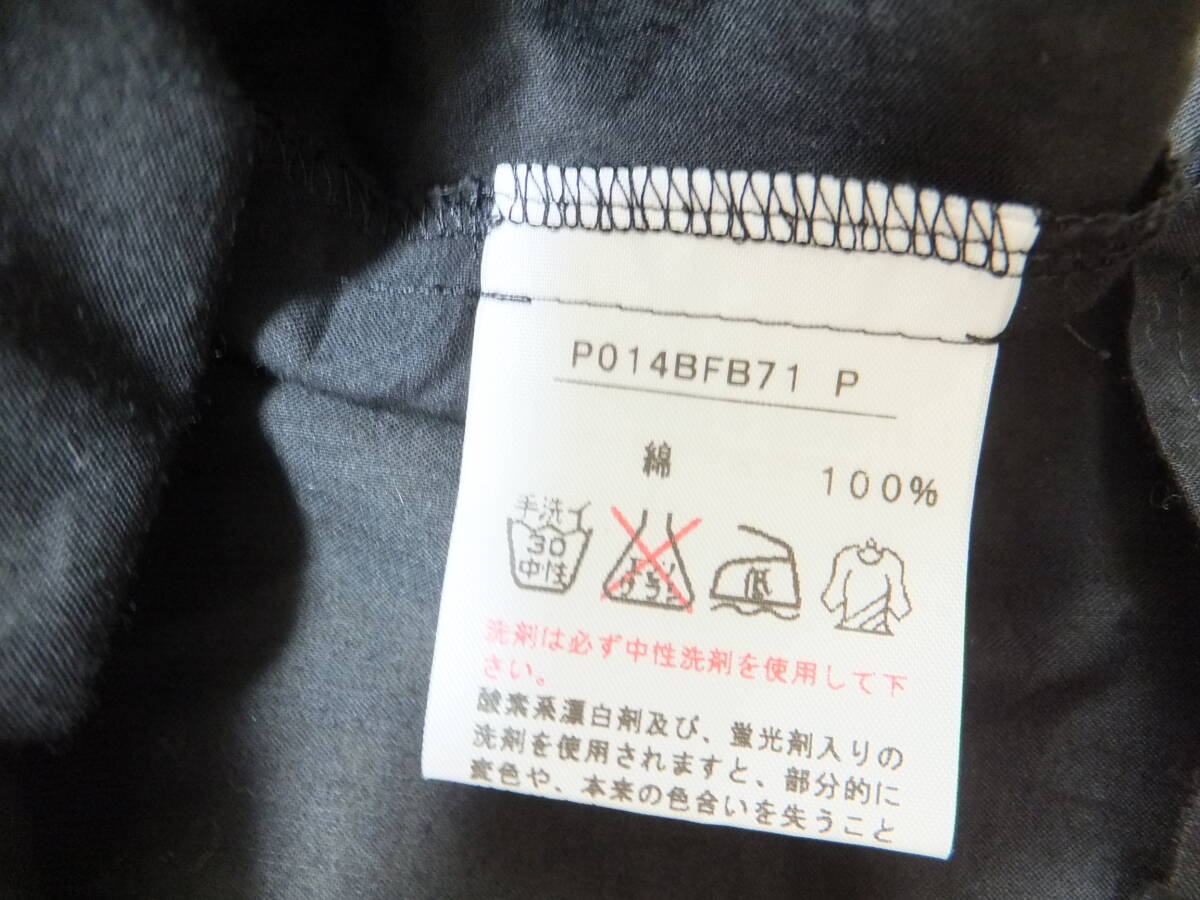 P014BFB71 P
綿 100%
手洗イ
30
中性
エンソ
サラシ
洗剤は必ず中性洗剤を使用して下
さい。
酸素系漂白剤及び、蛍光剤入りの
洗剤を使用されますと、部分的に
変色や、本来の色合いを失うこと